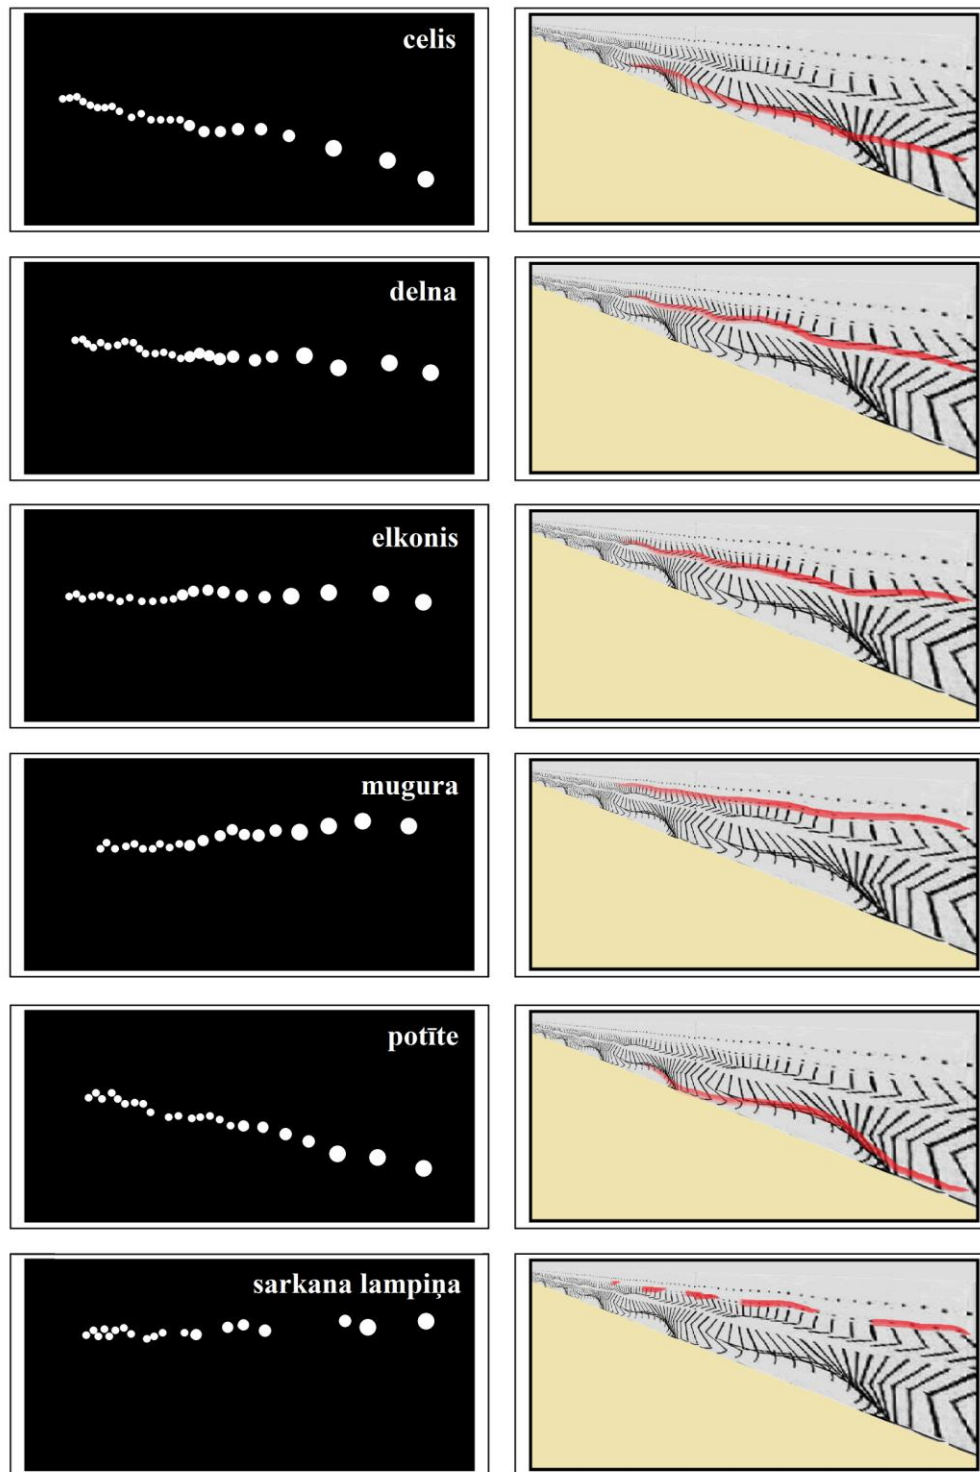 celis
delna
elkonis
mugura
potīte
sarkana lampiņa